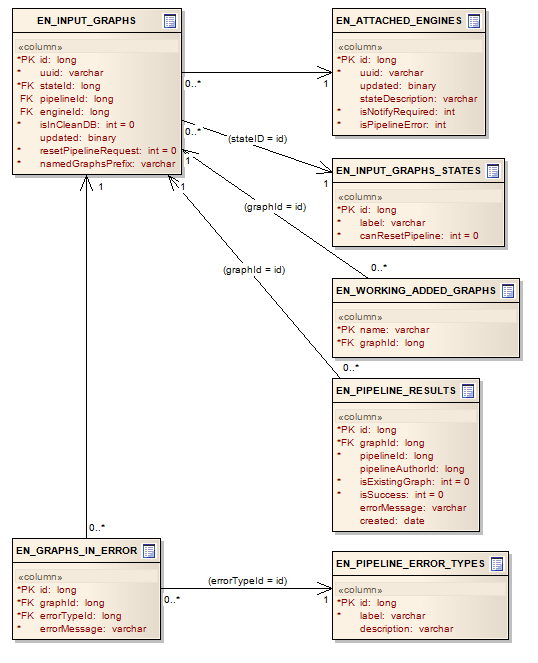 EN_INPUT_GRAPHS
«column»
*PK id: long
* uuid: varchar
*FK stateId: long
FK pipelineId: long
FK engineId: long
* isInCleanDB: int = 0
updated: binary
* resetPipelineRequest: int = 0
* namedGraphsPrefix: varchar
EN_ATTACHED_ENGINES
«column»
*PK id: long
* uuid: varchar
updated: binary
stateDescription: varchar
* isNotifyRequired: int
* isPipelineError: int
0..*
1
0..*
(stateID = id)
1
EN_INPUT_GRAPHS_STATES
«column»
*PK id: long
* label: varchar
* canResetPipeline: int = 0
1
(graphId = id)
0..*
EN_WORKING_ADDED_GRAPHS
«column»
*PK name: varchar
*FK graphId: long
1
(graphId = id)
0..*
EN_PIPELINE_RESULTS
«column»
*PK id: long
*FK graphId: long
* pipelineId: long
pipelineAuthorId: long
* isExistingGraph: int = 0
* isSuccess: int = 0
errorMessage: varchar
created: date
1
0..*
EN_GRAPHS_IN_ERROR
«column»
*PK id: long
*FK graphId: long
*FK errorTypeId: long
* errorMessage: varchar
(errorTypeId = id)
0..*
1
EN_PIPELINE_ERROR_TYPES
«column»
*PK id: long
* label: varchar
description: varchar